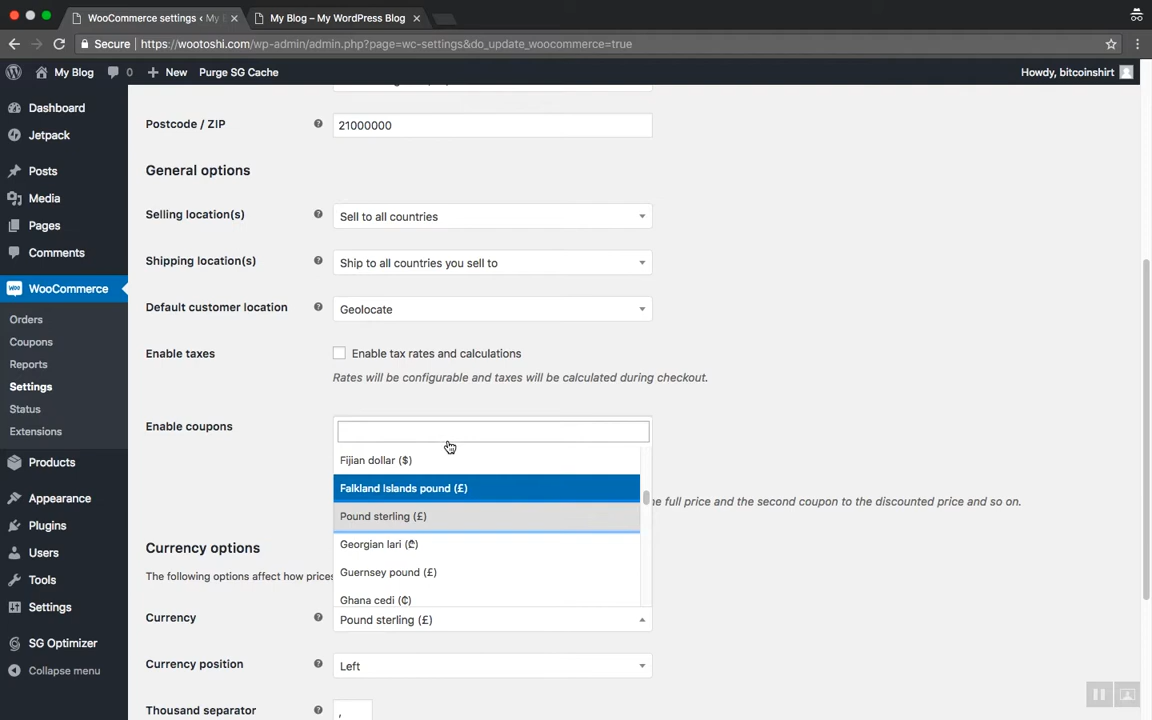 WooCommerce settings ‹ My B
My Blog – My WordPress Blog
Secure https://wootoshi.com/wp-admin/admin.php?page=wc-settings&do_update_woocommerce=true
My Blog 0 New Purge SG Cache
Howdy, bitcoinshirt
Dashboard
Jetpack
Posts
Media
Pages
Comments
WooCommerce
Orders
Coupons
Reports
Settings
Status
Extensions
Products
Appearance
Plugins
Users
Tools
Settings
SG Optimizer
Collapse menu
Postcode / ZIP
21000000
General options
Selling location(s)
Sell to all countries
Shipping location(s)
Ship to all countries you sell to
Default customer location
Geolocate
Enable taxes
Enable tax rates and calculations
Rates will be configurable and taxes will be calculated during checkout.
Enable coupons
Fijian dollar ($)
Falkland Islands pound (£)
e full price and the second coupon to the discounted price and so on.
Pound sterling (£)
Georgian lari (₾)
Currency options
Guernsey pound (£)
The following options affect how prices
Ghana cedi (₵)
Currency
Pound sterling (£)
Currency position
Left
Thousand separator
,